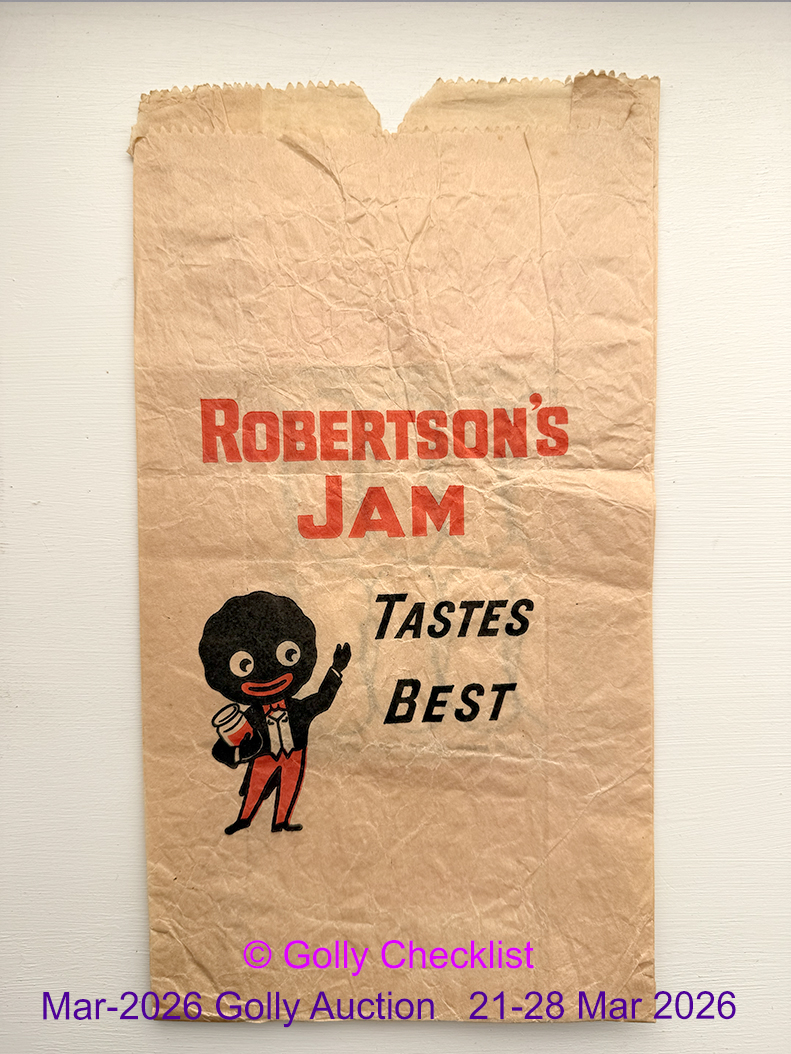 ROBERTSON'S
JAM
TASTES
BEST
© Golly Checklist
Mar-2026 Golly Auction 21-28 Mar 2026